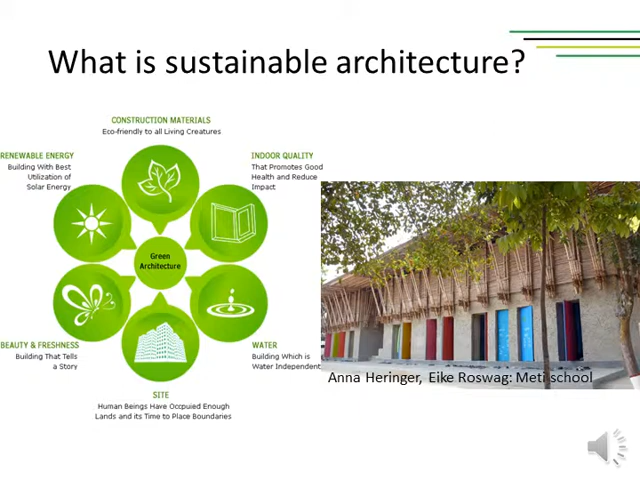 What is sustainable architecture?
CONSTRUCTION MATERIALS
Eco-friendly to all Living Creatures
RENEWABLE ENERGY
Building With Best
Utilization of
Solar Energy
INDOOR QUALITY
That Promotes Good
Health and Reduce
Impact
Green
Architecture
BEAUTY & FRESHNESS
Building That Tells
a Story
WATER
Building Which is
Water Independent
SITE
Human Beings Have Occpuied Enough
Lands and its Time to Place Boundaries
Anna Heringer, Eike Roswag: Meti school